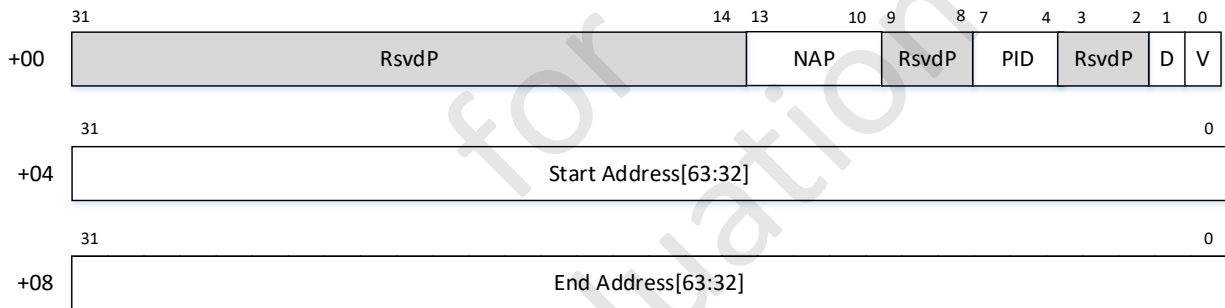 31 14 13 10 9 8 7 4 3 2 1 0
+00 RsvdP NAP RsvdP PID RsvdP D V
31 0
+04 Start Address[63:32]
31 0
+08 End Address[63:32]
for